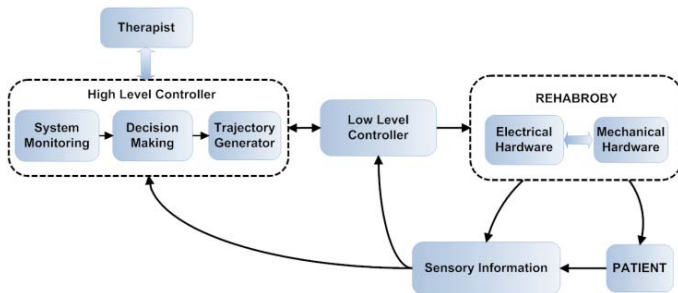 Therapist
High Level Controller
System
Monitoring
Decision
Making
Trajectory
Generator
Low Level
Controller
REHABROBY
Electrical
Hardware
Mechanical
Hardware
Sensory Information
PATIENT